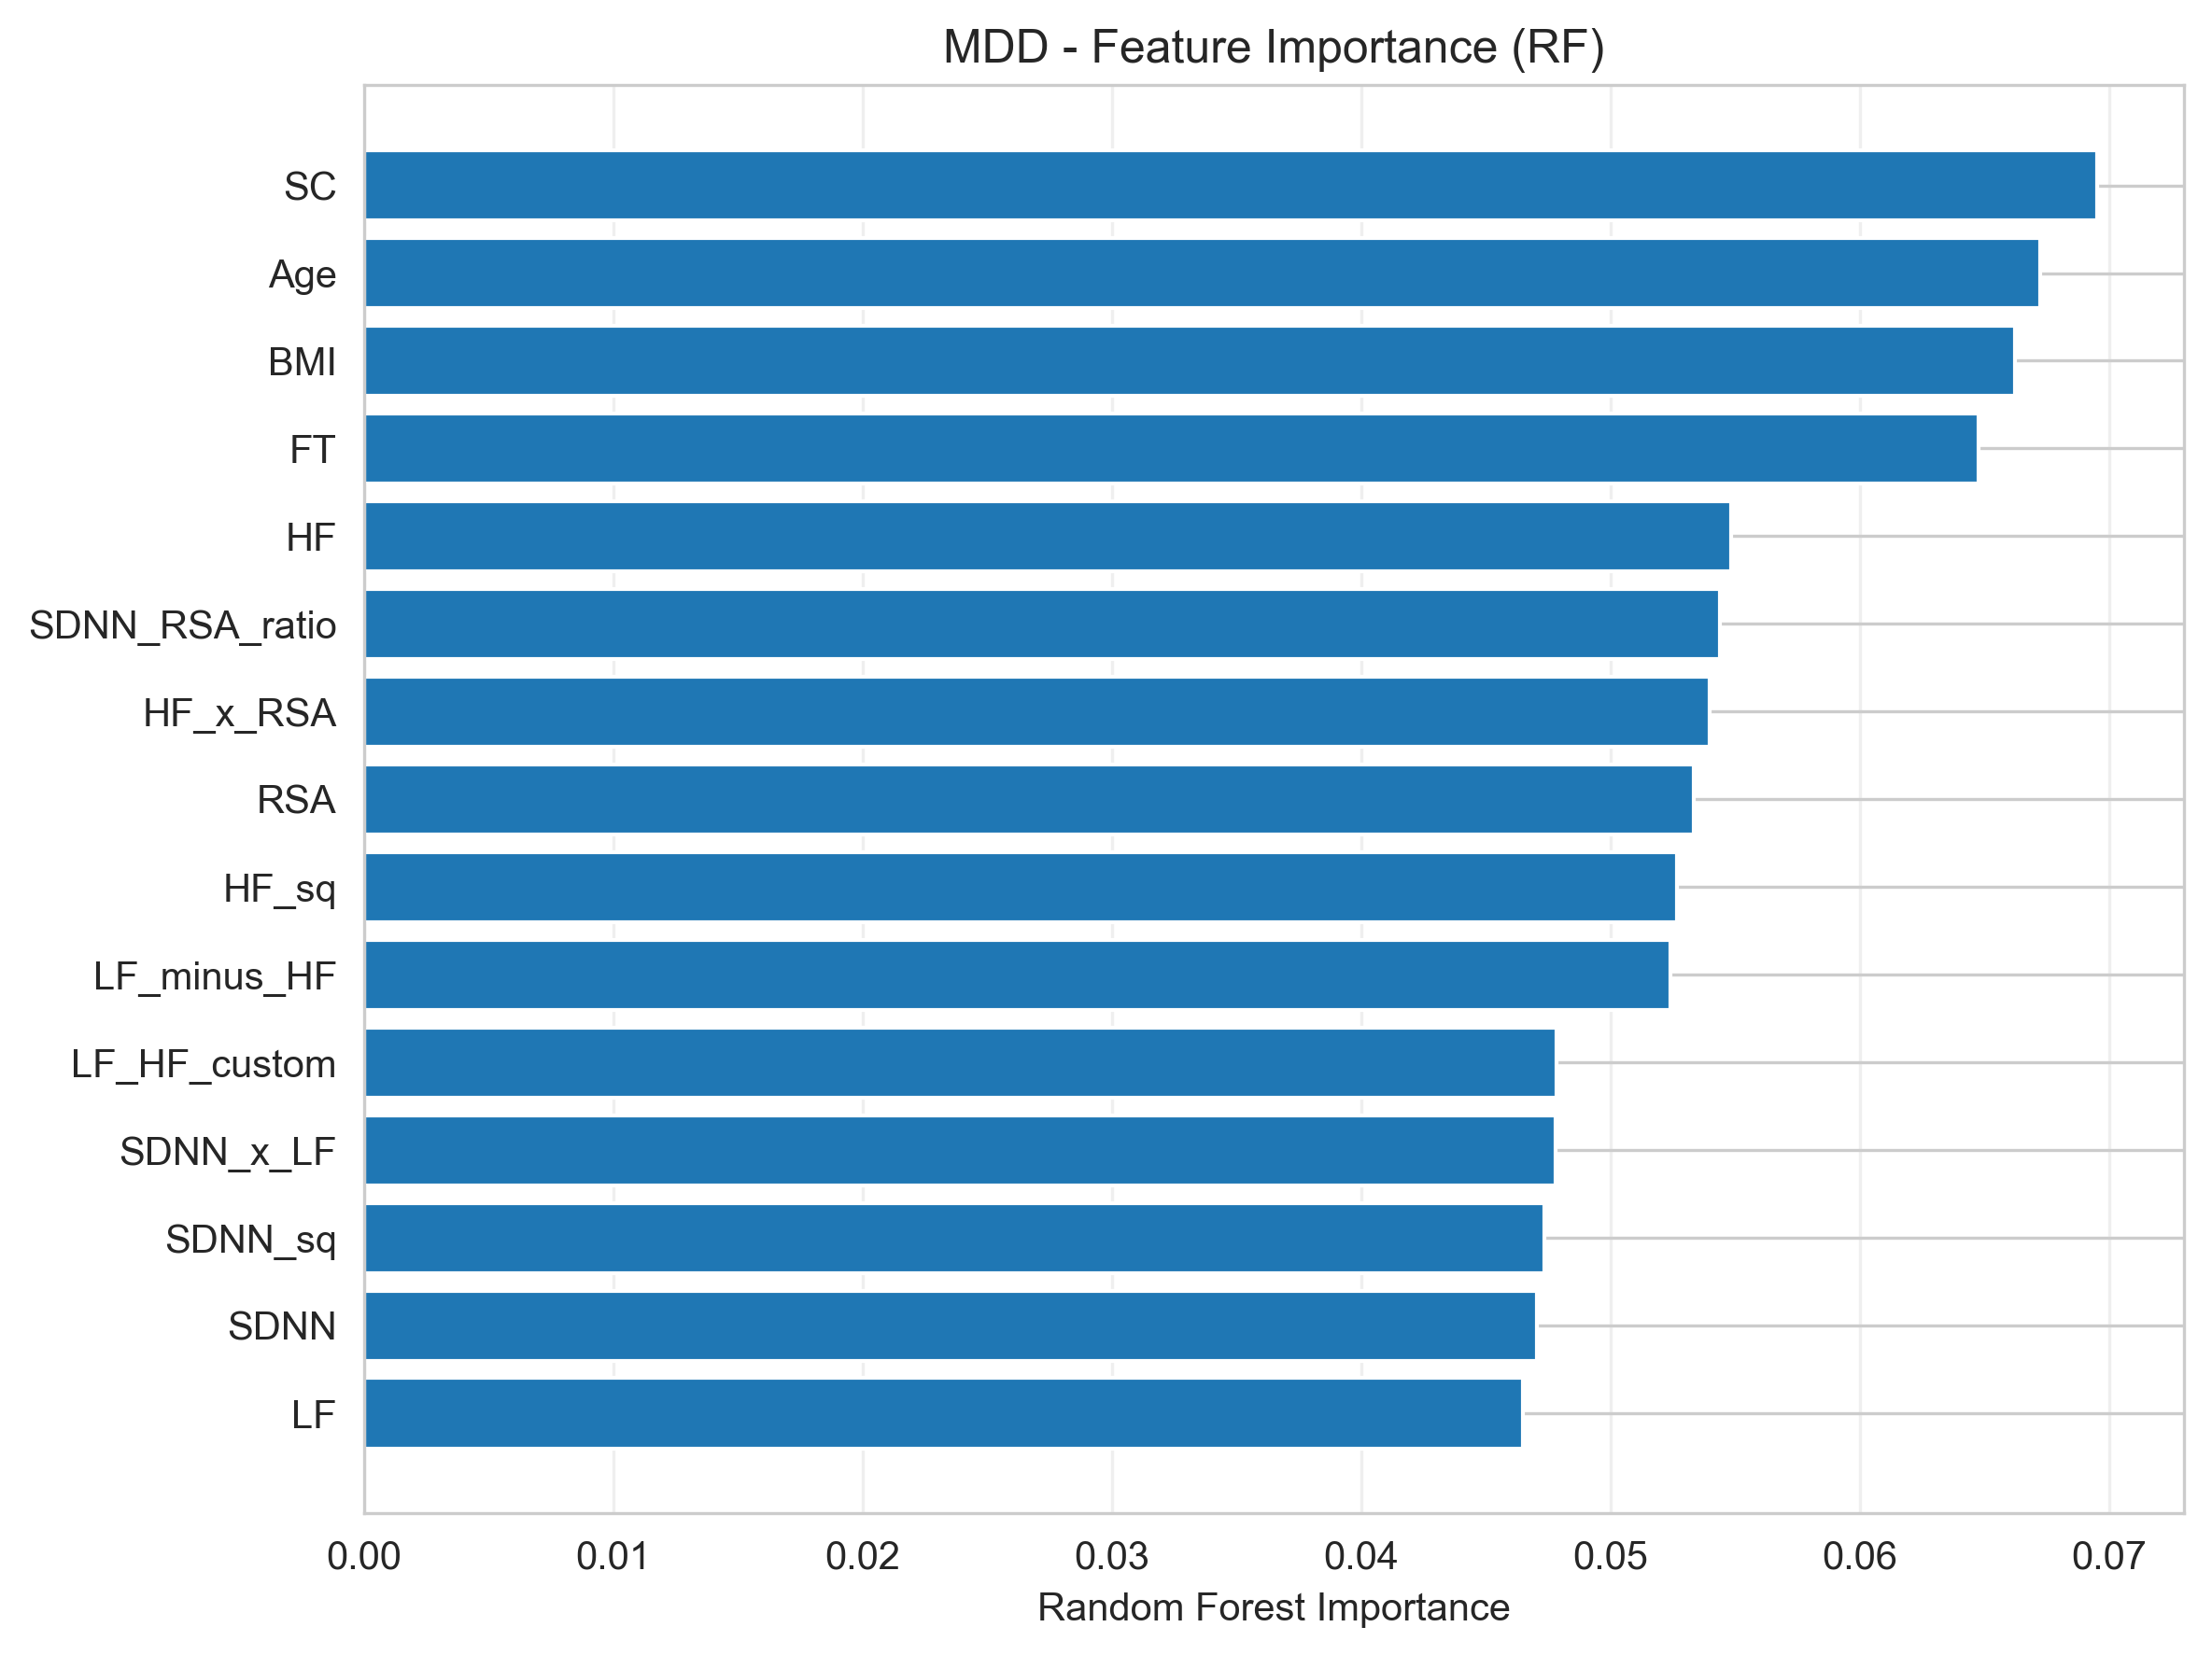 MDD - Feature Importance (RF)
SC
Age
BMI
FT
HF
SDNN_RSA_ratio
HF_x_RSA
RSA
HF_sq
LF_minus_HF
LF_HF_custom
SDNN_x_LF
SDNN_sq
SDNN
LF
0.00 0.01 0.02 0.03 0.04 0.05 0.06 0.07
Random Forest Importance